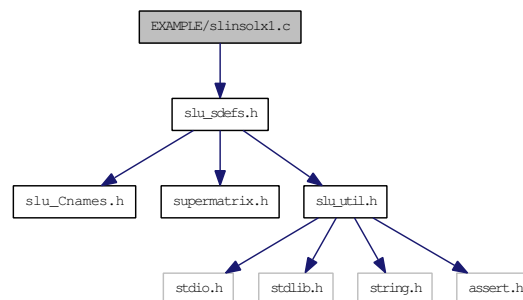 EXAMPLE/slinsolx1.c
slu_sdefs.h
slu_Cnames.h supermatrix.h slu_util.h
stdio.h stdlib.h string.h assert.h